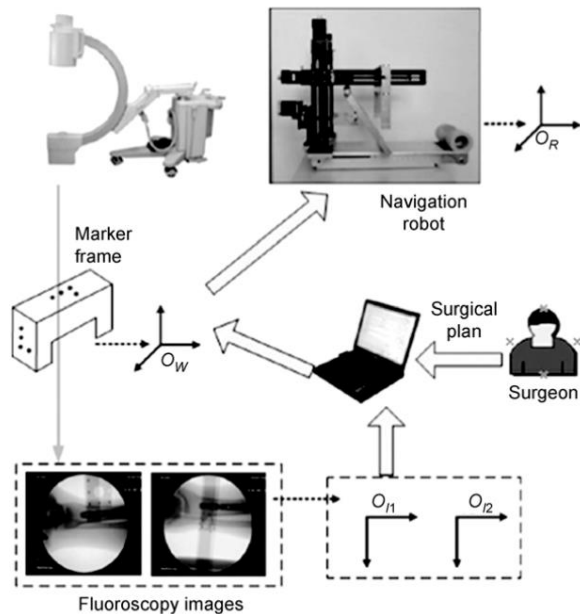 O_R
Navigation
robot
Marker
frame
O_W
Surgical
plan
Surgeon
O_I1
O_I2
Fluoroscopy images